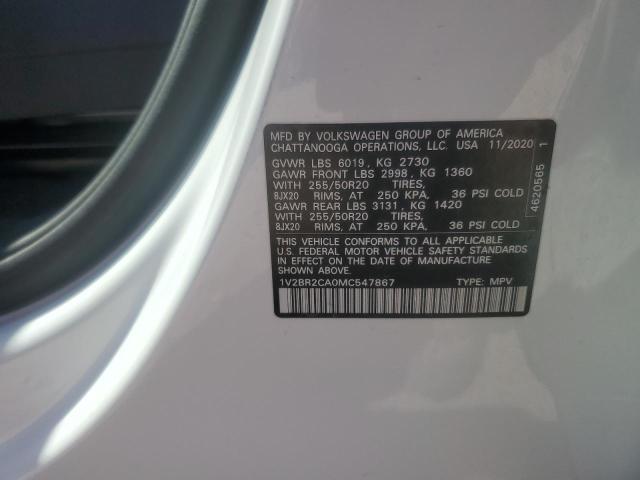 MFD BY VOLKSWAGEN GROUP OF AMERICA
CHATTANOOGA OPERATIONS, LLC. USA 11/2020
GVWR LBS 6019, KG 2730
GAWR FRONT LBS 2998, KG 1360
WITH 255/50R20 TIRES,
8JX20 RIMS, AT 250 KPA, 36 PSI COLD
GAWR REAR LBS 3131, KG 1420
WITH 255/50R20 TIRES,
8JX20 RIMS, AT 250 KPA, 36 PSI COLD
THIS VEHICLE CONFORMS TO ALL APPLICABLE
U.S. FEDERAL MOTOR VEHICLE SAFETY STANDARDS
IN EFFECT ON THE DATE OF MANUFACTURE
SHOWN ABOVE.
1V2BR2CA0MC547867 TYPE: MPV
4620565 1